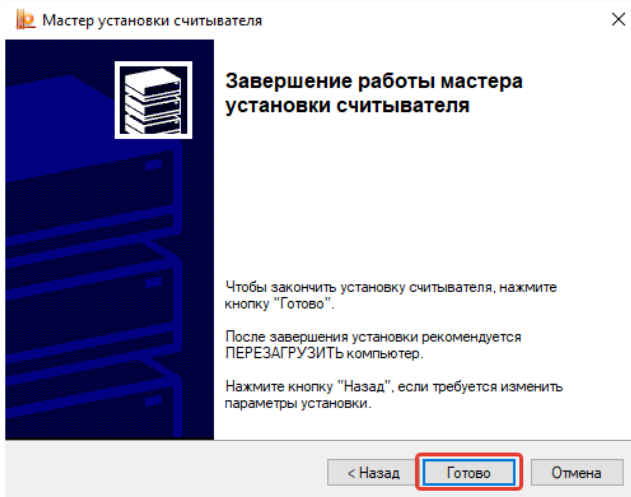 Мастер установки считывателя
Завершение работы мастера
установки считывателя
Чтобы закончить установку считывателя, нажмите
кнопку "Готово".
После завершения установки рекомендуется
ПЕРЕЗАГРУЗИТЬ компьютер.
Нажмите кнопку "Назад", если требуется изменить
параметры установки.
< Назад Готово Отмена